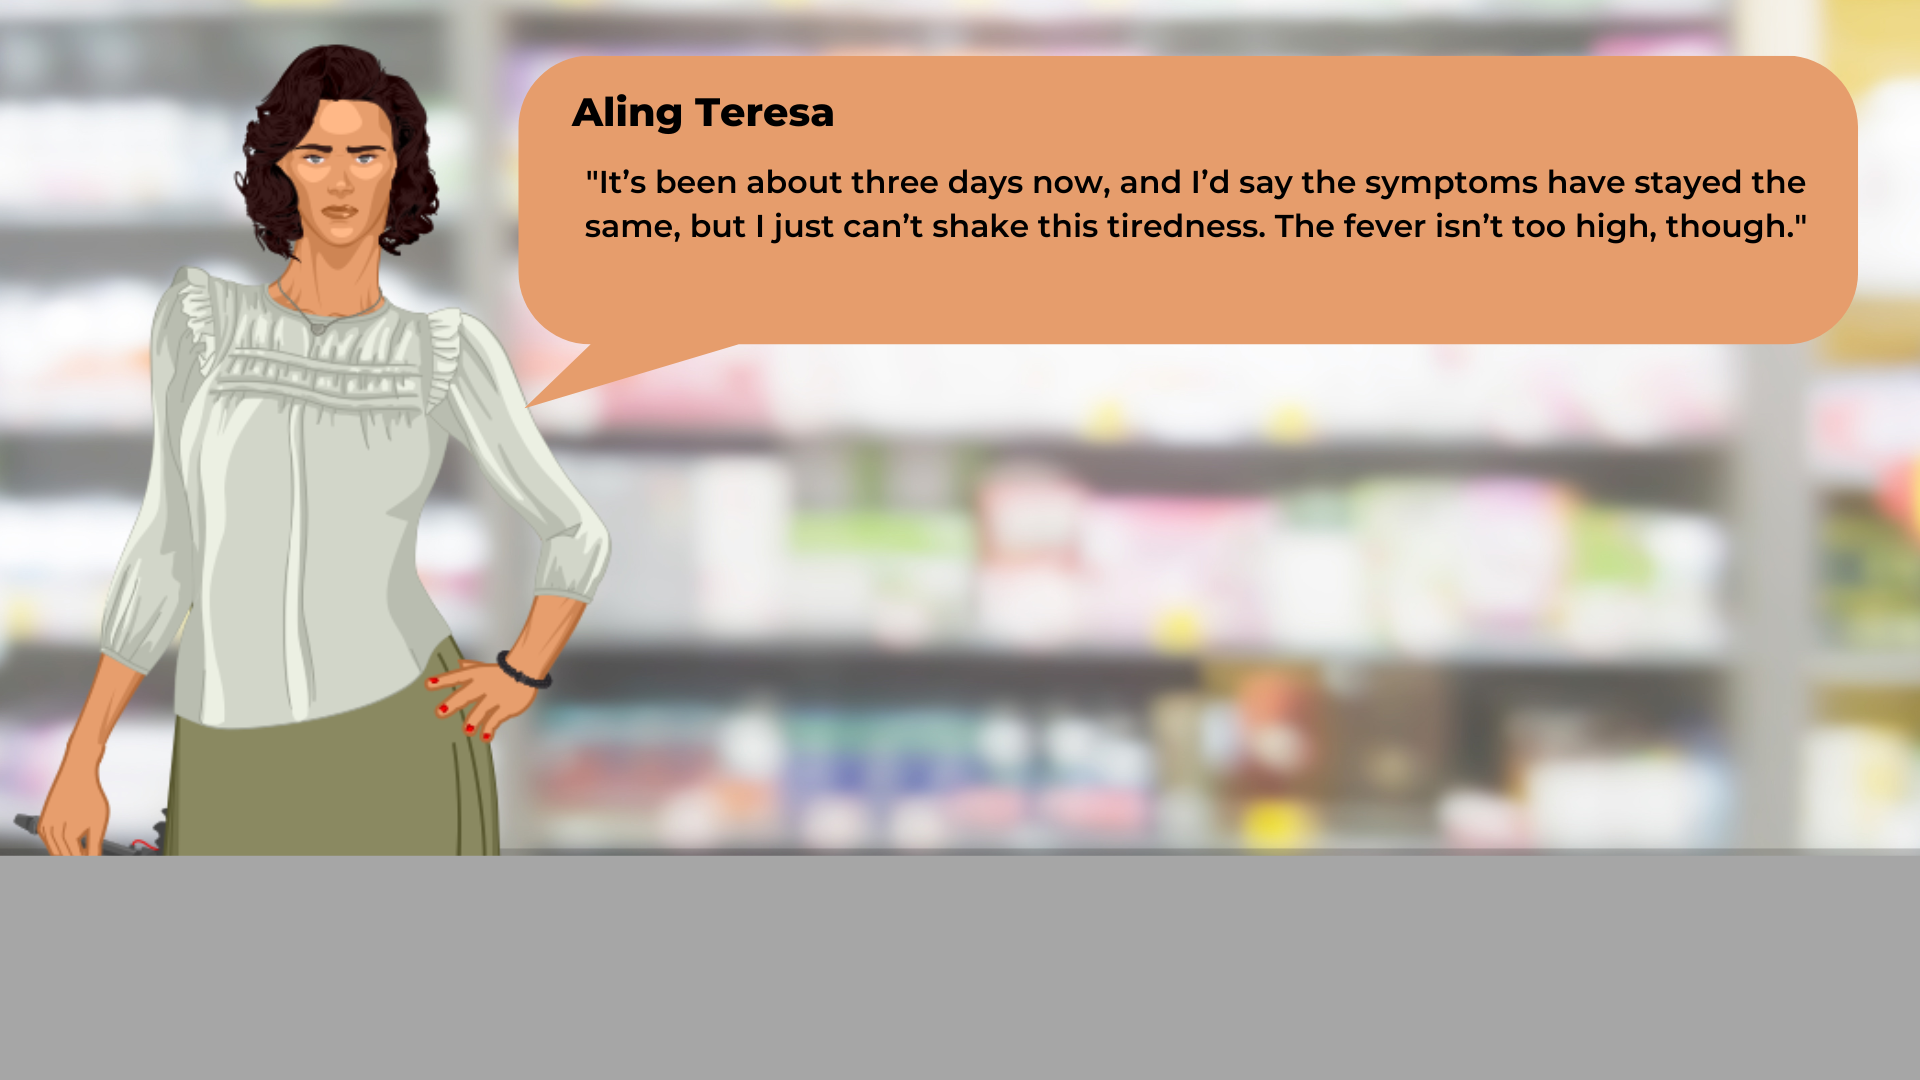 Aling Teresa
"It’s been about three days now, and I’d say the symptoms have stayed the
same, but I just can’t shake this tiredness. The fever isn’t too high, though."